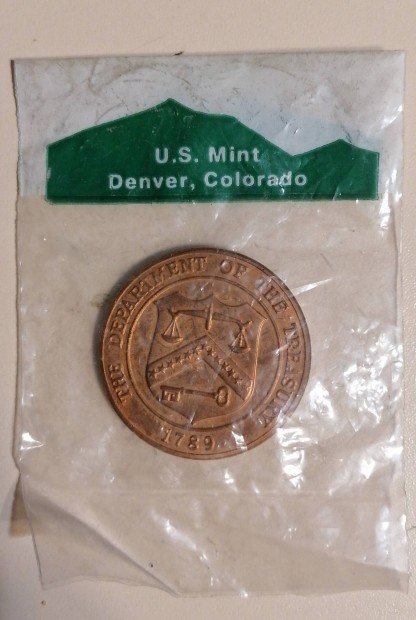 U.S. Mint
Denver, Colorado
THE DEPARTMENT OF THE TREASURY
1789